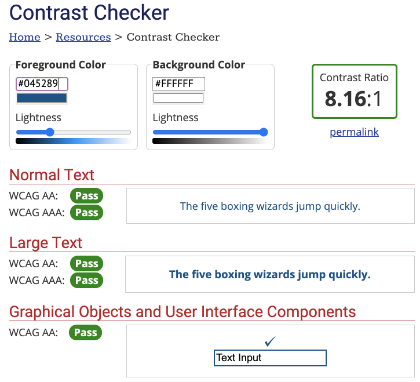 Contrast Checker
Home > Resources > Contrast Checker
Foreground Color
#045289
Lightness
Background Color
#FFFFFF
Lightness
Contrast Ratio
8.16:1
permalink
Normal Text
WCAG AA: Pass
WCAG AAA: Pass
The five boxing wizards jump quickly.
Large Text
WCAG AA: Pass
WCAG AAA: Pass
The five boxing wizards jump quickly.
Graphical Objects and User Interface Components
WCAG AA: Pass
✓
Text Input